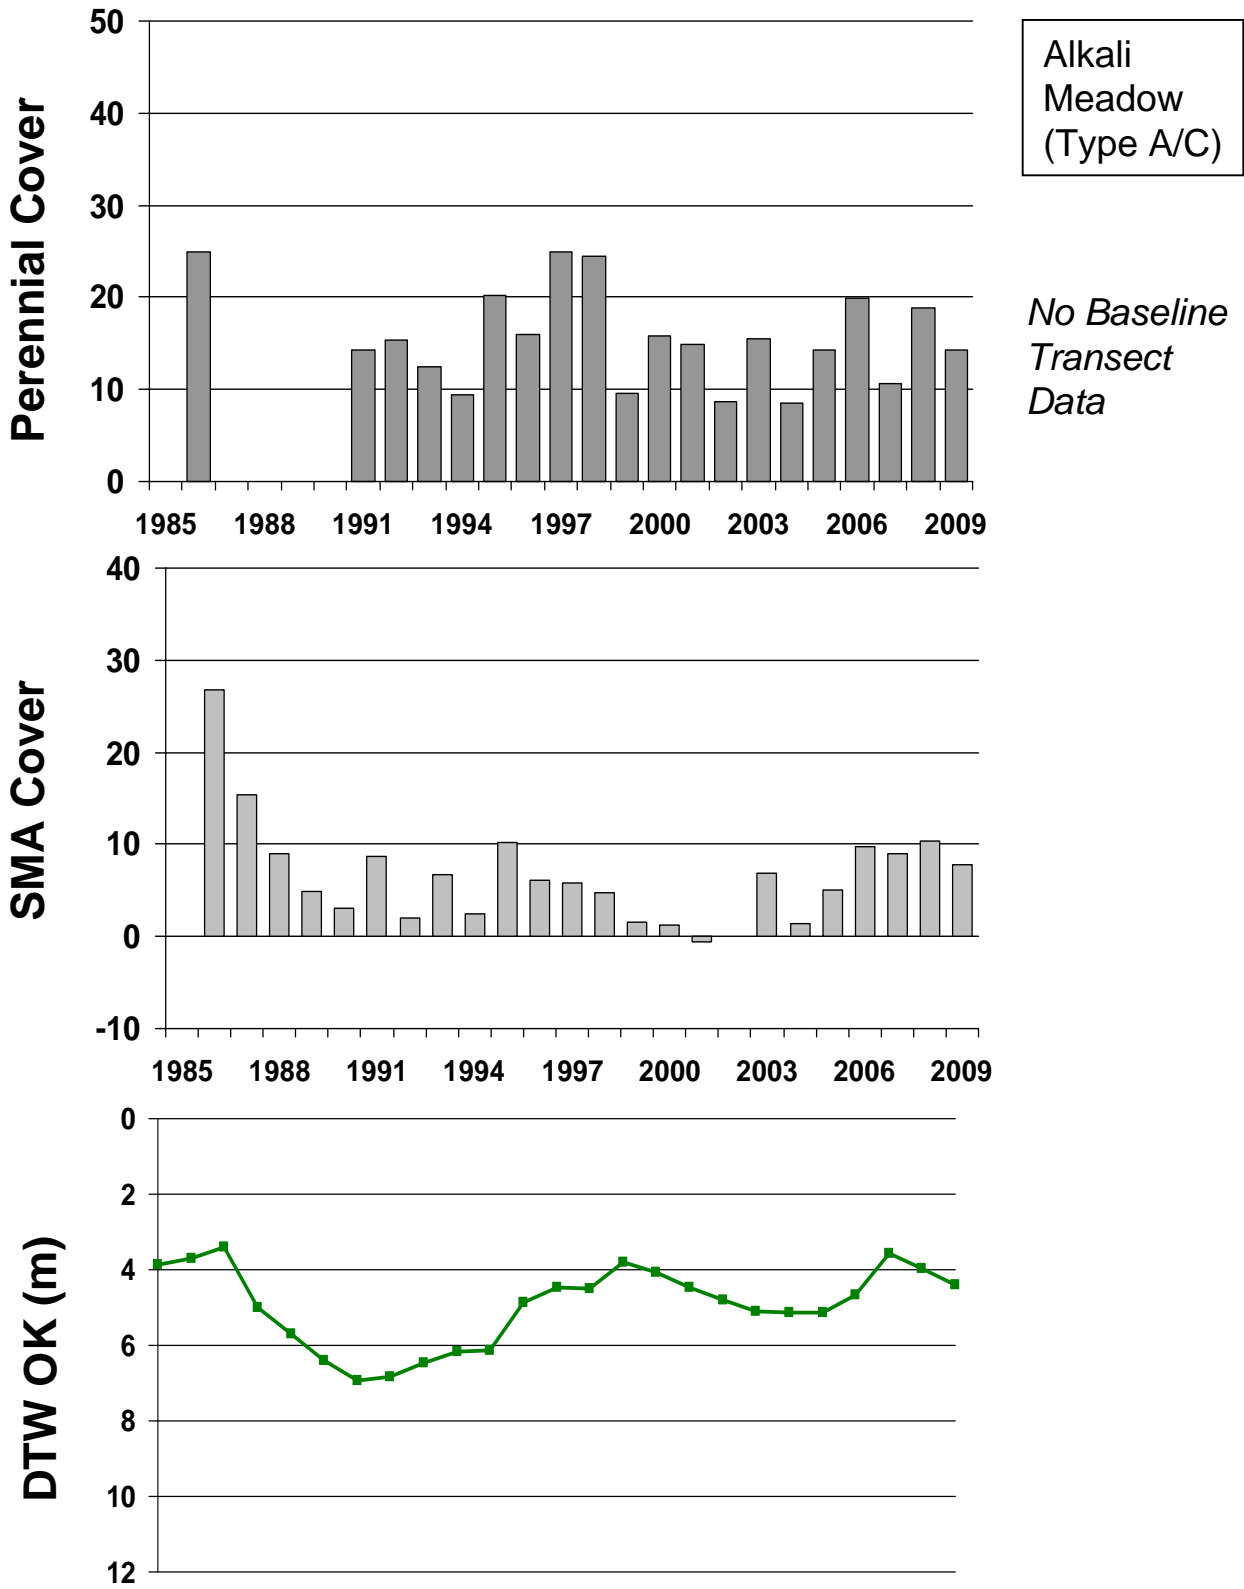 Perennial Cover
50
40
30
20
10
0
1985 1988 1991 1994 1997 2000 2003 2006 2009
Alkali
Meadow
(Type A/C)
No Baseline
Transect
Data
SMA Cover
40
30
20
10
0
-10
1985 1988 1991 1994 1997 2000 2003 2006 2009
DTW OK (m)
0
2
4
6
8
10
12